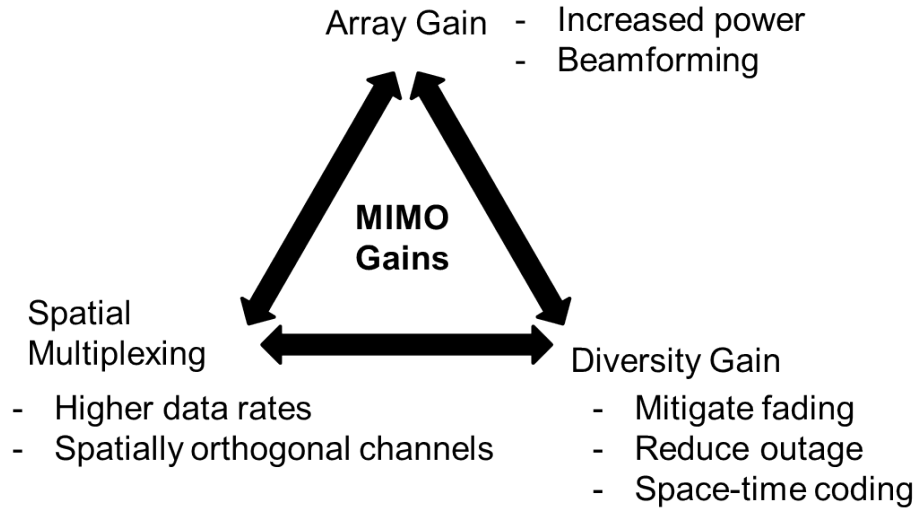 Array Gain
- Increased power
- Beamforming
MIMO
Gains
Spatial
Multiplexing
- Higher data rates
- Spatially orthogonal channels
Diversity Gain
- Mitigate fading
- Reduce outage
- Space-time coding